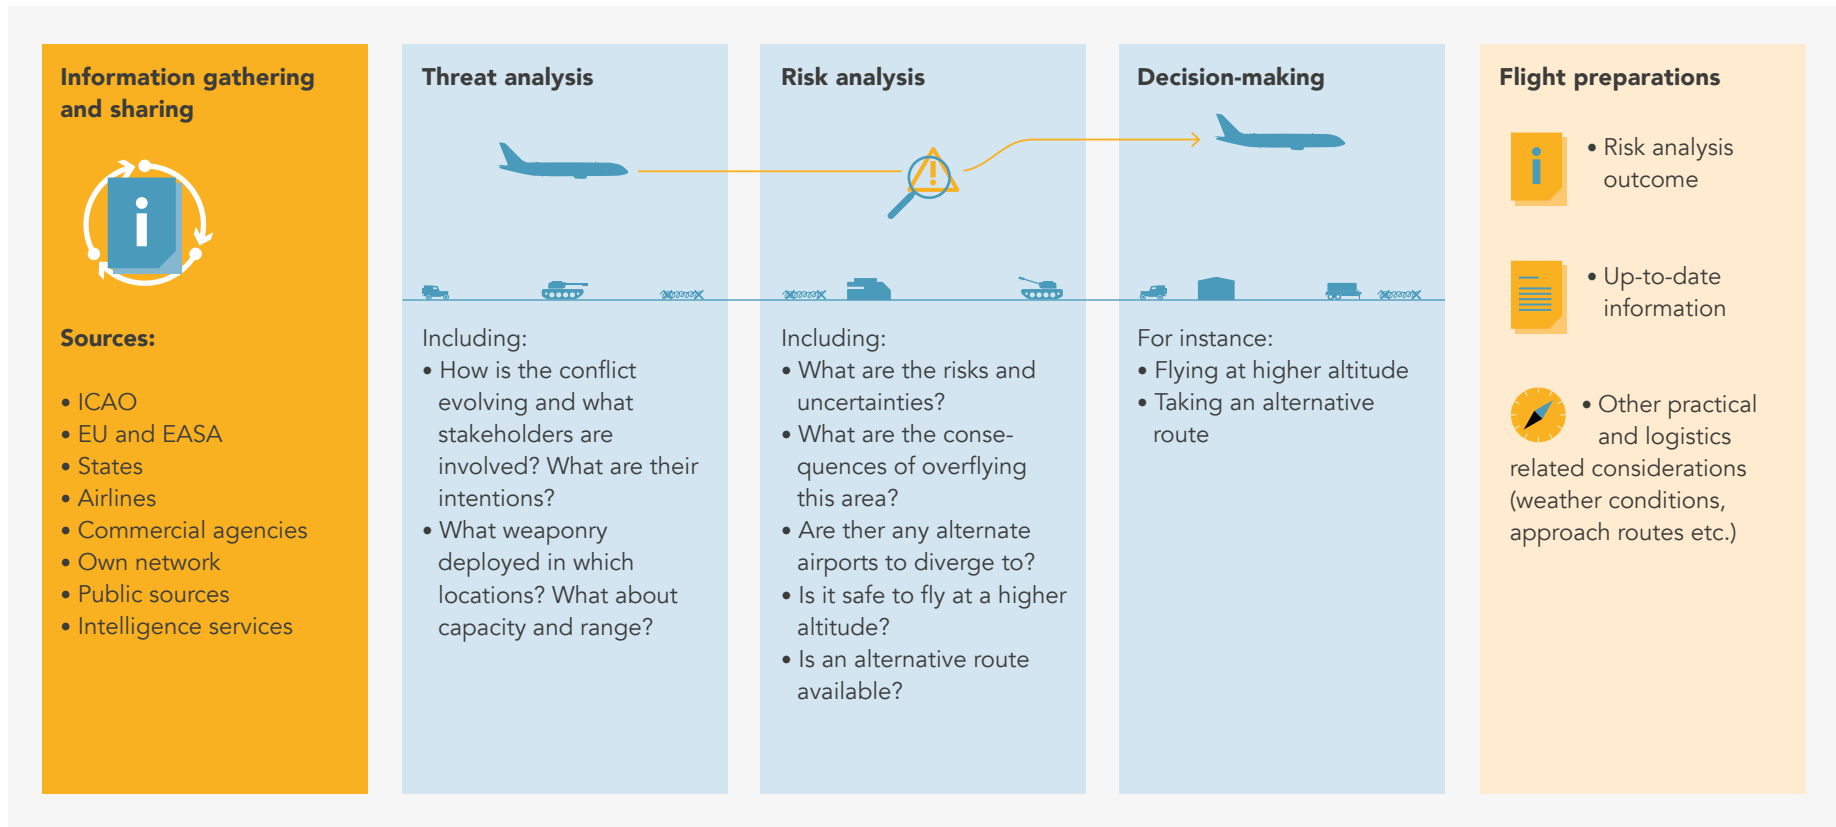 Information gathering
and sharing
i
Sources:
• ICAO
• EU and EASA
• States
• Airlines
• Commercial agencies
• Own network
• Public sources
• Intelligence services
Threat analysis
Including:
• How is the conflict
evolving and what
stakeholders are
involved? What are their
intentions?
• What weaponry
deployed in which
locations? What about
capacity and range?
Risk analysis
!
Including:
• What are the risks and
uncertainties?
• What are the conse-
quences of overflying
this area?
• Are ther any alternate
airports to diverge to?
• Is it safe to fly at a higher
altitude?
• Is an alternative route
available?
Decision-making
For instance:
• Flying at higher altitude
• Taking an alternative
route
Flight preparations
i
• Risk analysis
outcome
• Up-to-date
information
• Other practical
and logistics
related considerations
(weather conditions,
approach routes etc.)